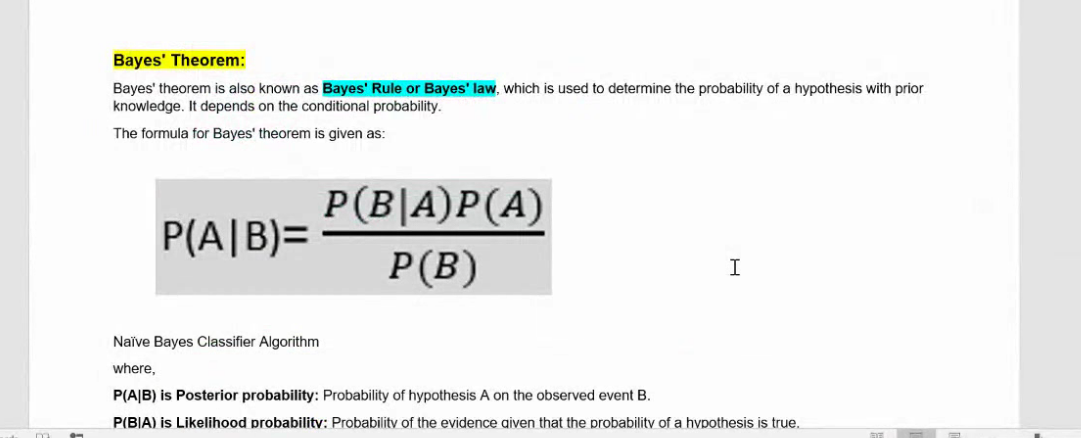 Bayes' Theorem:
Bayes' theorem is also known as Bayes' Rule or Bayes' law, which is used to determine the probability of a hypothesis with prior
knowledge. It depends on the conditional probability.
The formula for Bayes' theorem is given as:
P(A|B)= P(B|A)P(A)
P(B)
Naïve Bayes Classifier Algorithm
where,
P(A|B) is Posterior probability: Probability of hypothesis A on the observed event B.
P(B|A) is Likelihood probability: Probability of the evidence given that the probability of a hypothesis is true.